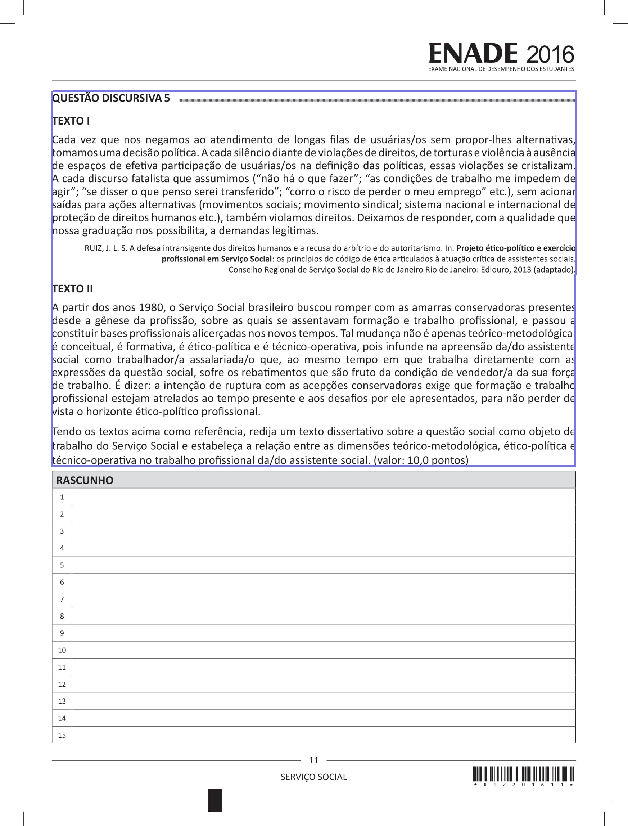 ENADE 2016
EXAME NACIONAL DE DESEMPENHO DOS ESTUDANTES
QUESTÃO DISCURSIVA 5
TEXTO I
Cada vez que nos negamos ao atendimento de longas filas de usuárias/os sem propor-lhes alternativas,
tomamos uma decisão política. A cada silêncio diante de violações de direitos, de torturas e violência à ausência
de espaços de efetiva participação de usuárias/os na definição das políticas, essas violações se cristalizam.
A cada discurso fatalista que assumimos (“não há o que fazer”; “as condições de trabalho me impedem de
agir”; “se disser o que penso serei transferido”; “corro o risco de perder o meu emprego” etc.), sem acionar
saídas para ações alternativas (movimentos sociais; movimento sindical; sistema nacional e internacional de
proteção de direitos humanos etc.), também violamos direitos. Deixamos de responder, com a qualidade que
nossa graduação nos possibilita, a demandas legítimas.
RUIZ, J. L. S. A defesa intransigente dos direitos humanos e a recusa do arbítrio e do autoritarismo. In. Projeto ético-político e exercício
profissional em Serviço Social: os princípios do código de ética articulados à atuação crítica de assistentes sociais.
Conselho Regional de Serviço Social do Rio de Janeiro Rio de Janeiro: Ediouro, 2013 (adaptado).
TEXTO II
A partir dos anos 1980, o Serviço Social brasileiro buscou romper com as amarras conservadoras presentes
desde a gênese da profissão, sobre as quais se assentavam formação e trabalho profissional, e passou a
constituir bases profissionais alicerçadas nos novos tempos. Tal mudança não é apenas teórico-metodológica:
é conceitual, é formativa, é ético-política e é técnico-operativa, pois infunde na apreensão da/do assistente
social como trabalhador/a assalariada/o que, ao mesmo tempo em que trabalha diretamente com as
expressões da questão social, sofre os rebatimentos que são fruto da condição de vendedor/a da sua força
de trabalho. É dizer: a intenção de ruptura com as acepções conservadoras exige que formação e trabalho
profissional estejam atrelados ao tempo presente e aos desafios por ele apresentados, para não perder de
vista o horizonte ético-político profissional.
Tendo os textos acima como referência, redija um texto dissertativo sobre a questão social como objeto de
trabalho do Serviço Social e estabeleça a relação entre as dimensões teórico-metodológica, ético-política e
técnico-operativa no trabalho profissional da/do assistente social. (valor: 10,0 pontos)
RASCUNHO
1
2
3
4
5
6
7
8
9
10
11
12
13
14
15
11
SERVIÇO SOCIAL